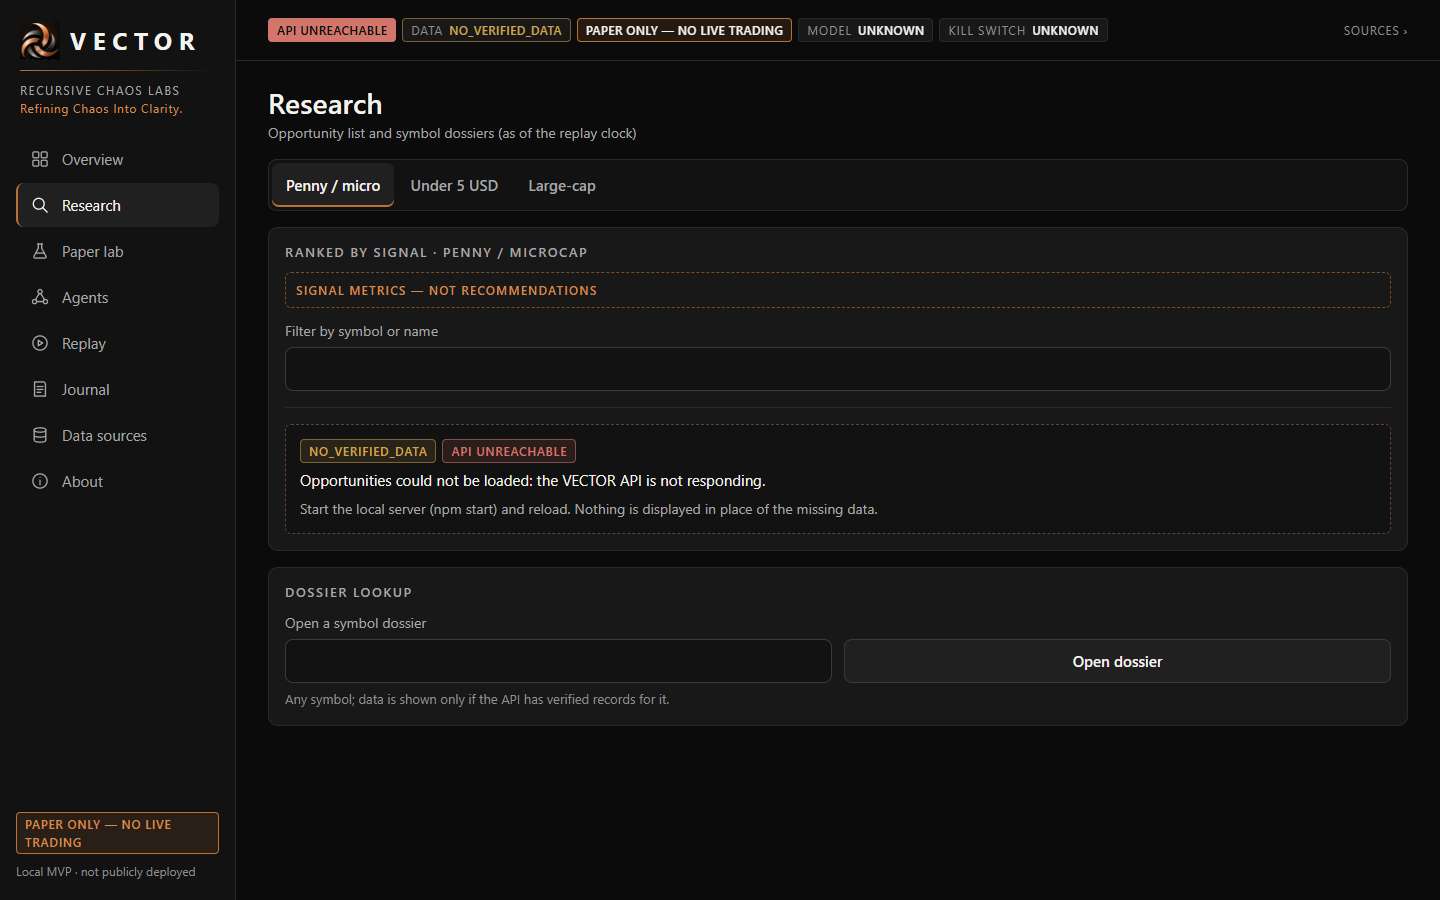 VECTOR
RECURSIVE CHAOS LABS
Refining Chaos Into Clarity.
Overview
Research
Paper lab
Agents
Replay
Journal
Data sources
About
PAPER ONLY — NO LIVE
TRADING
Local MVP · not publicly deployed
API UNREACHABLE
DATA NO_VERIFIED_DATA
PAPER ONLY — NO LIVE TRADING
MODEL UNKNOWN
KILL SWITCH UNKNOWN
SOURCES ›
Research
Opportunity list and symbol dossiers (as of the replay clock)
Penny / micro
Under 5 USD
Large-cap
RANKED BY SIGNAL · PENNY / MICROCAP
SIGNAL METRICS — NOT RECOMMENDATIONS
Filter by symbol or name
NO_VERIFIED_DATA
API UNREACHABLE
Opportunities could not be loaded: the VECTOR API is not responding.
Start the local server (npm start) and reload. Nothing is displayed in place of the missing data.
DOSSIER LOOKUP
Open a symbol dossier
Open dossier
Any symbol; data is shown only if the API has verified records for it.